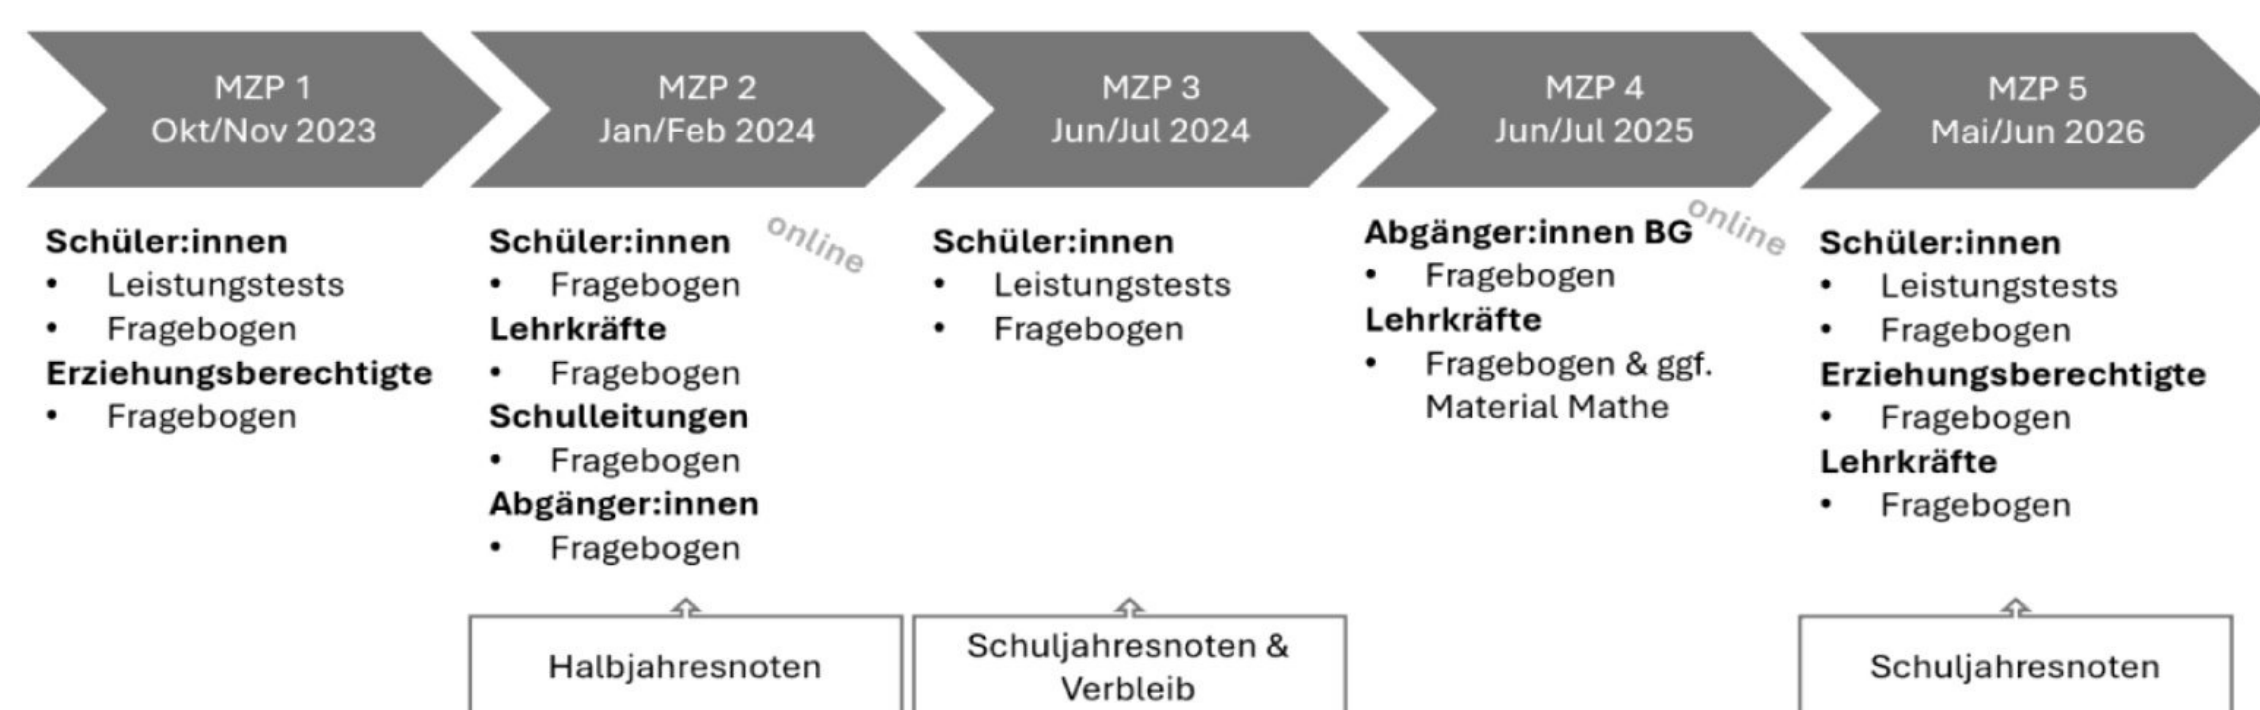 MZP 1
Okt/Nov 2023
Schüler:innen
• Leistungstests
• Fragebogen
Erziehungsberechtigte
• Fragebogen
MZP 2
Jan/Feb 2024
online
Schüler:innen
• Fragebogen
Lehrkräfte
• Fragebogen
Schulleitungen
• Fragebogen
Abgänger:innen
• Fragebogen
Halbjahresnoten
MZP 3
Jun/Jul 2024
Schüler:innen
• Leistungstests
• Fragebogen
Schuljahresnoten &
Verbleib
MZP 4
Jun/Jul 2025
online
Abgänger:innen BG
• Fragebogen
Lehrkräfte
• Fragebogen & ggf.
Material Mathe
MZP 5
Mai/Jun 2026
Schüler:innen
• Leistungstests
• Fragebogen
Erziehungsberechtigte
• Fragebogen
Lehrkräfte
• Fragebogen
Schuljahresnoten